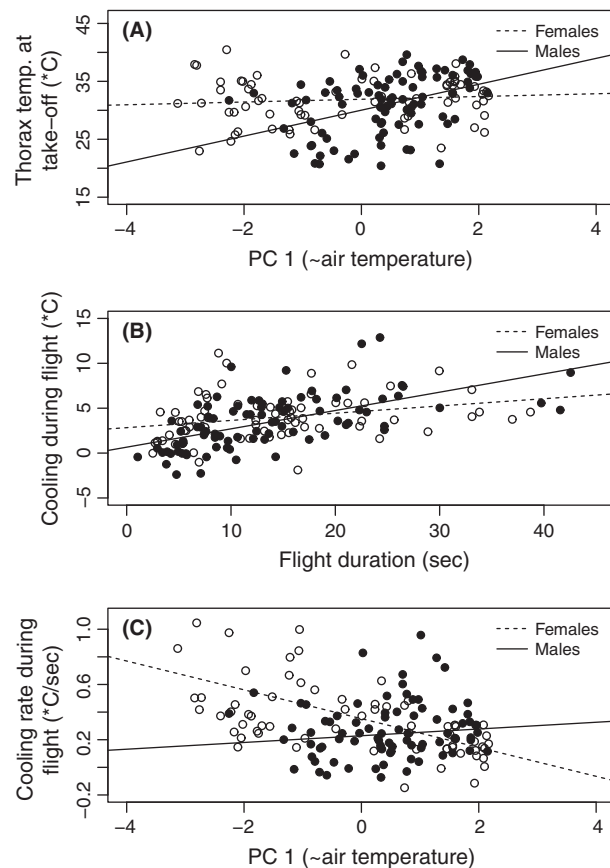 (A)
Females
Males
Thorax temp. at
take−off (*C)
45
35
25
15
−4
−2
0
2
4
PC 1 (~air temperature)
(B)
Females
Males
Cooling during flight (*C)
15
10
5
0
−5
0
10
20
30
40
Flight duration (sec)
(C)
Females
Males
Cooling rate during
flight (*C/sec)
1.0
0.6
0.2
−0.2
−4
−2
0
2
4
PC 1 (~air temperature)